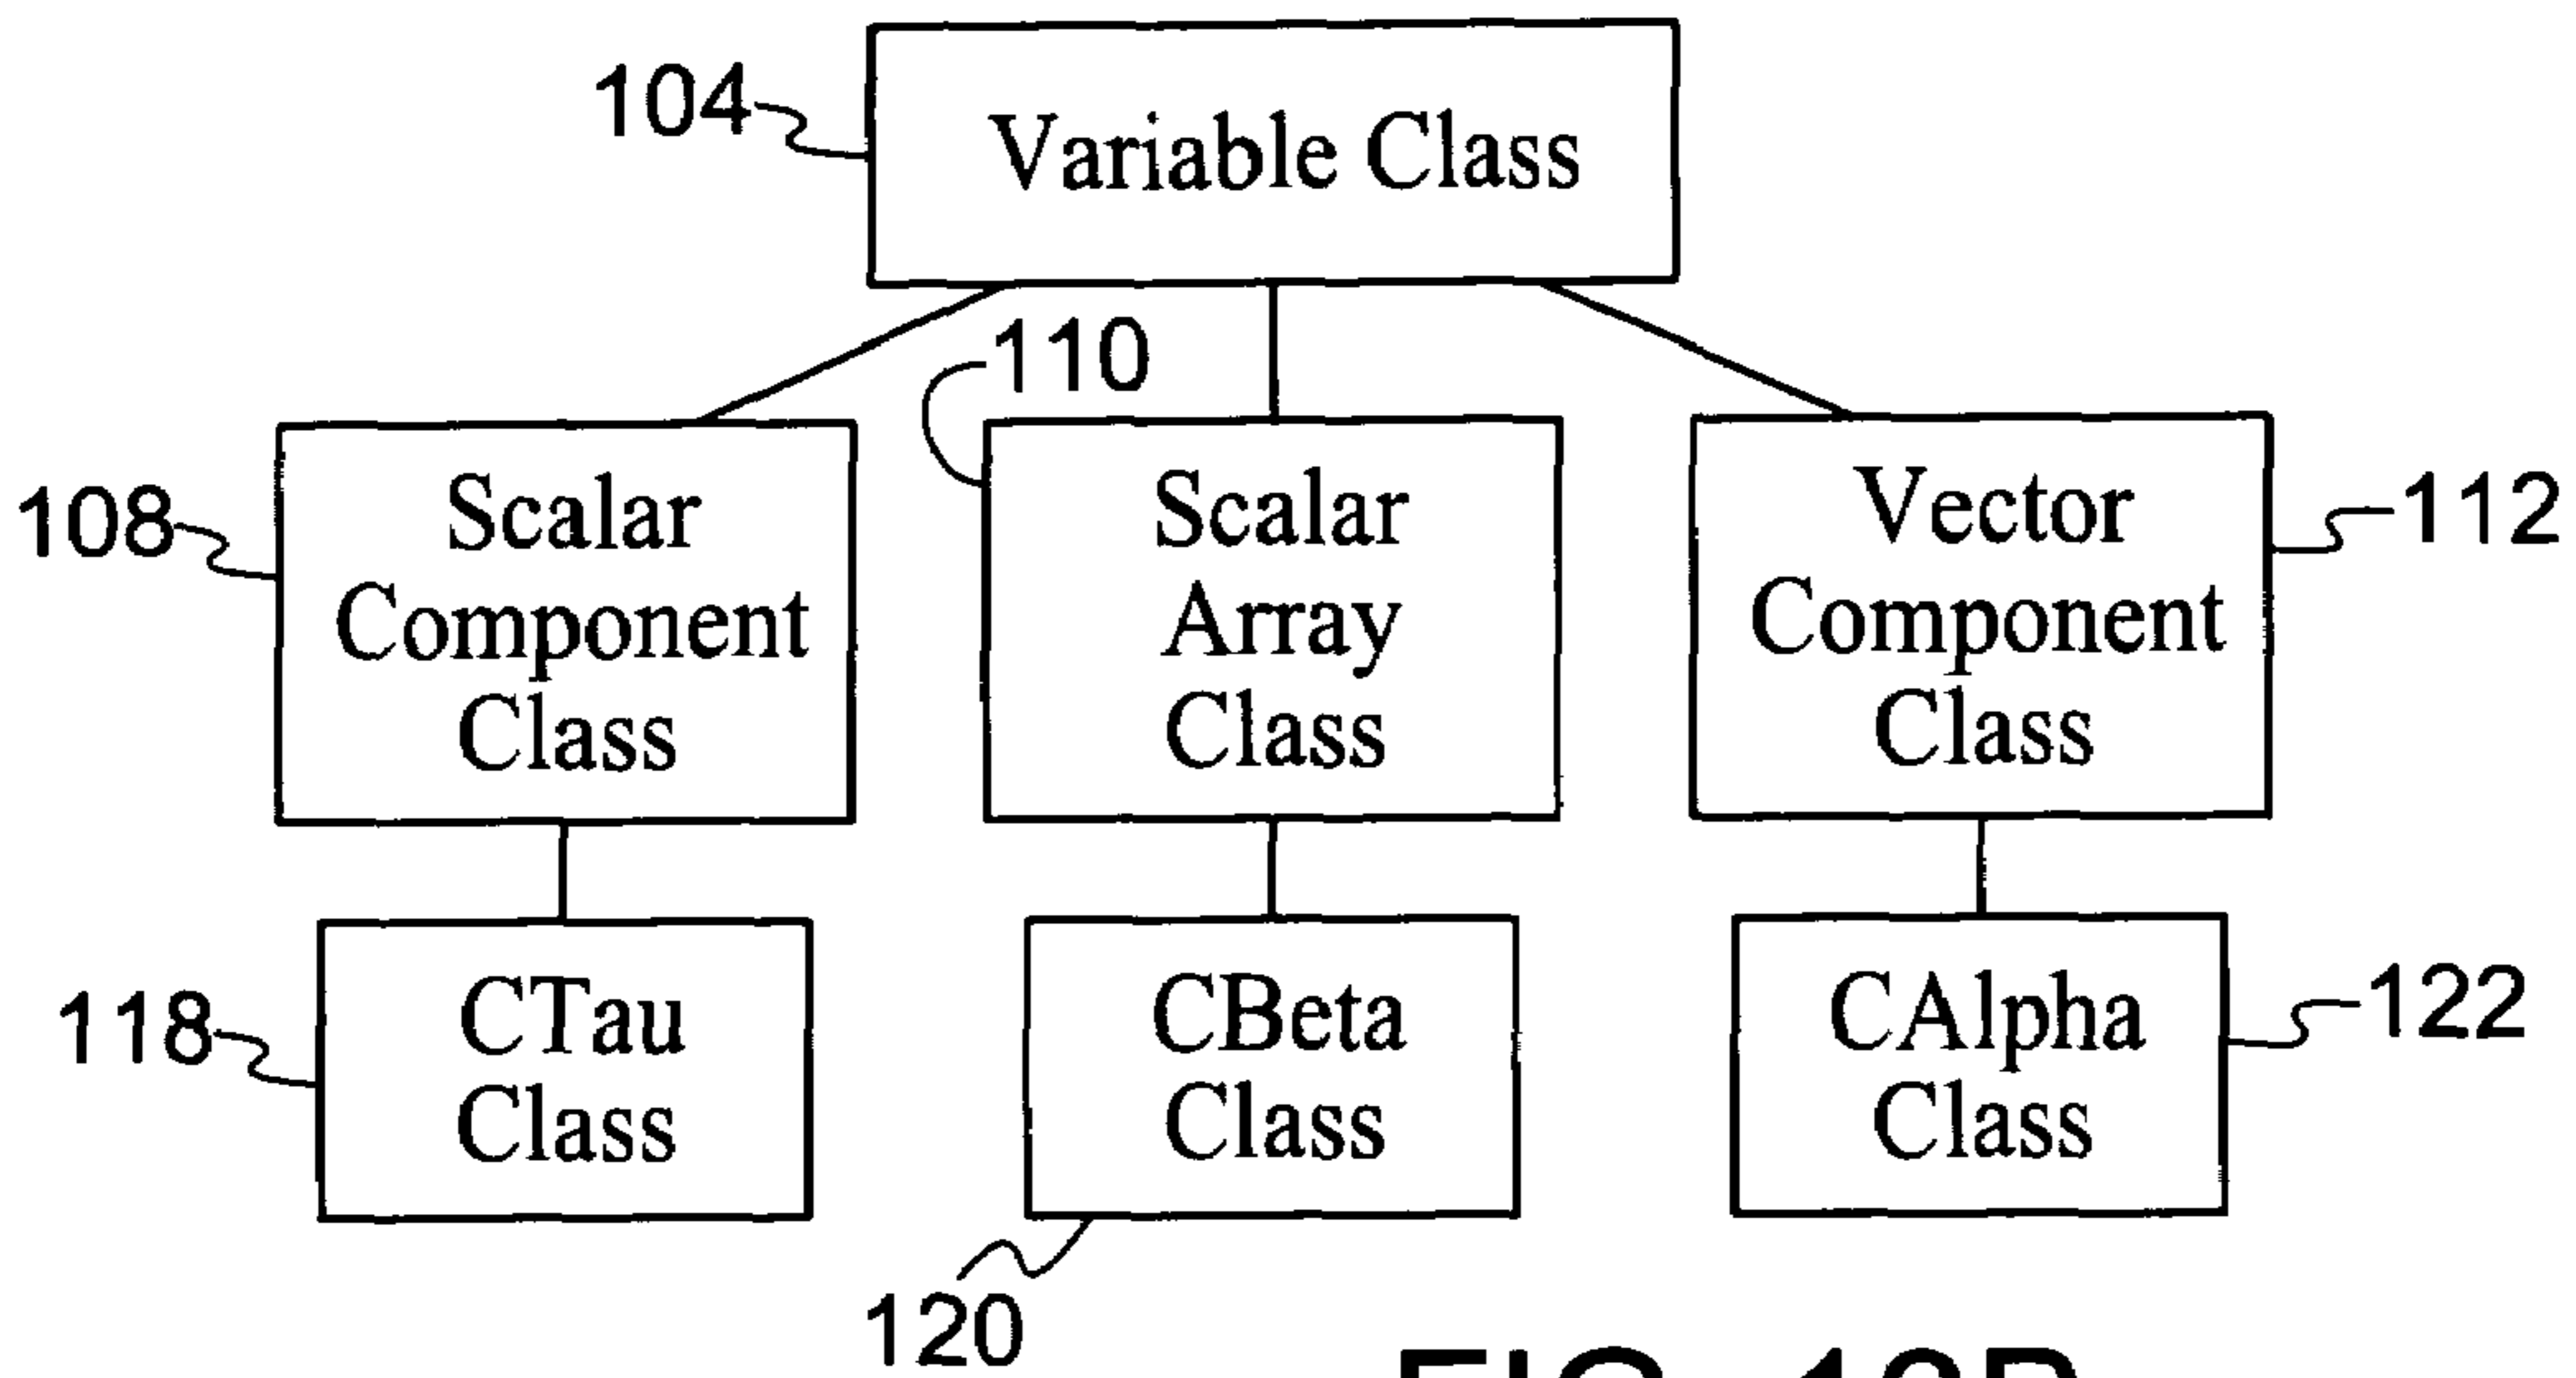 104
Variable Class
110
108
Scalar
Component
Class
Scalar
Array
Class
Vector
Component
Class
112
118
CTau
Class
CBeta
Class
CAlpha
Class
122
120